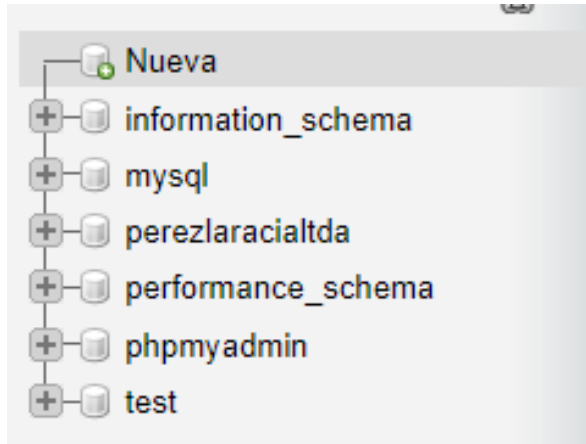 Nueva
information_schema
mysql
perezlaracialtda
performance_schema
phpmyadmin
test